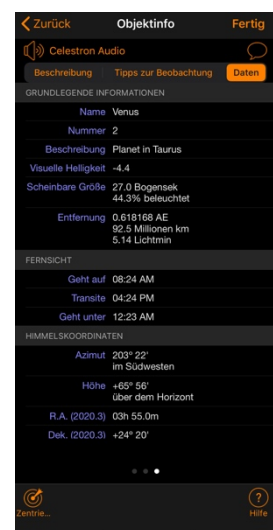 Zurück Objektinfo Fertig
Celestron Audio
Beschreibung Tipps zur Beobachtung Daten
GRUNDLEGENDE INFORMATIONEN
Name Venus
Nummer 2
Beschreibung Planet in Taurus
Visuelle Helligkeit -4.4
Scheinbare Größe 27.0 Bogensek
44.3% beleuchtet
Entfernung 0.618168 AE
92.5 Millionen km
5.14 Lichtmin
FERNSICHT
Geht auf 08:24 AM
Transite 04:24 PM
Geht unter 12:23 AM
HIMMELSKOORDINATEN
Azimut 203° 22'
im Südwesten
Höhe +65° 56'
über dem Horizont
R.A. (2020.3) 03h 55.0m
Dek. (2020.3) +24° 20'
Zentrie... Hilfe